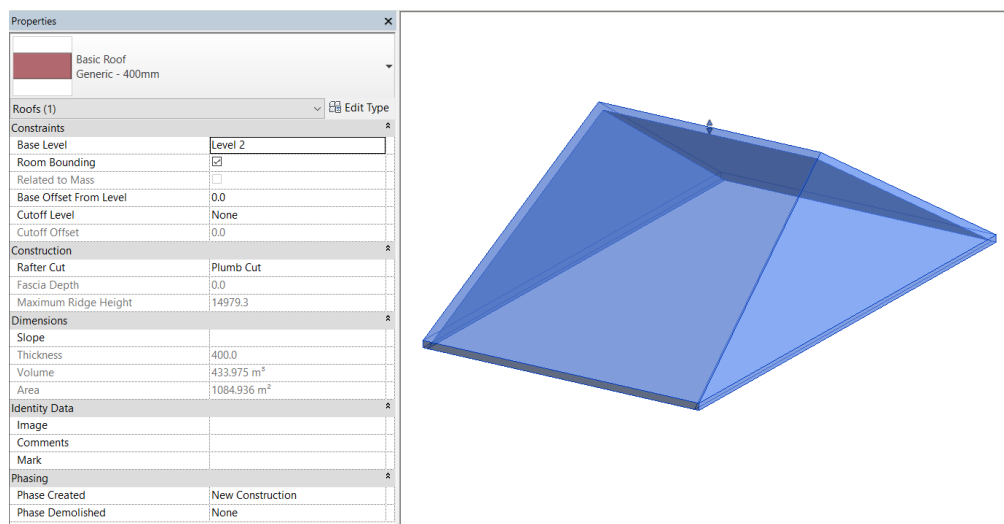 Properties
Basic Roof
Generic - 400mm
Roofs (1) Edit Type
Constraints
Base Level Level 2
Room Bounding
Related to Mass
Base Offset From Level 0.0
Cutoff Level None
Cutoff Offset 0.0
Construction
Rafter Cut Plumb Cut
Fascia Depth 0.0
Maximum Ridge Height 14979.3
Dimensions
Slope
Thickness 400.0
Volume 433.975 m³
Area 1084.936 m²
Identity Data
Image
Comments
Mark
Phasing
Phase Created New Construction
Phase Demolished None